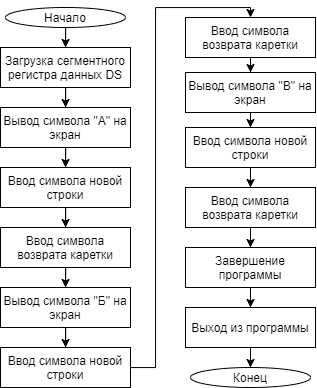 Начало
Загрузка сегментного
регистра данных DS
Вывод символа "А" на
экран
Ввод символа новой
строки
Ввод символа
возврата каретки
Вывод символа "Б" на
экран
Ввод символа новой
строки
Ввод символа
возврата каретки
Вывод символа "В" на
экран
Ввод символа новой
строки
Ввод символа
возврата каретки
Завершение
программы
Выход из программы
Конец